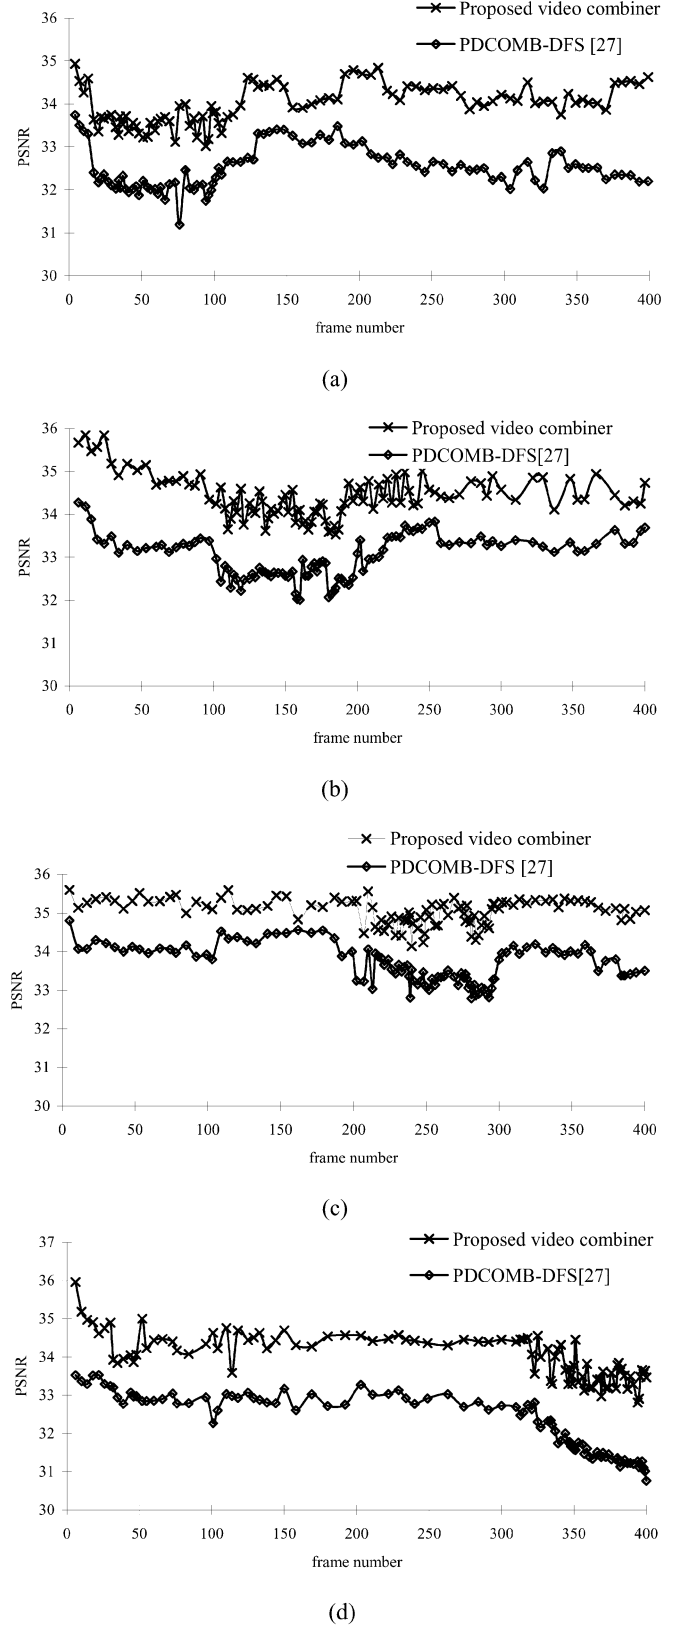 Proposed video combiner
PDCOMB-DFS [27]
36
35
34
33
32
31
30
PSNR
0 50 100 150 200 250 300 350 400
frame number
(a)
Proposed video combiner
PDCOMB-DFS[27]
36
35
34
33
32
31
30
PSNR
0 50 100 150 200 250 300 350 400
frame number
(b)
Proposed video combiner
PDCOMB-DFS [27]
36
35
34
33
32
31
30
PSNR
0 50 100 150 200 250 300 350 400
frame number
(c)
Proposed video combiner
PDCOMB-DFS[27]
37
36
35
34
33
32
31
30
PSNR
0 50 100 150 200 250 300 350 400
frame number
(d)